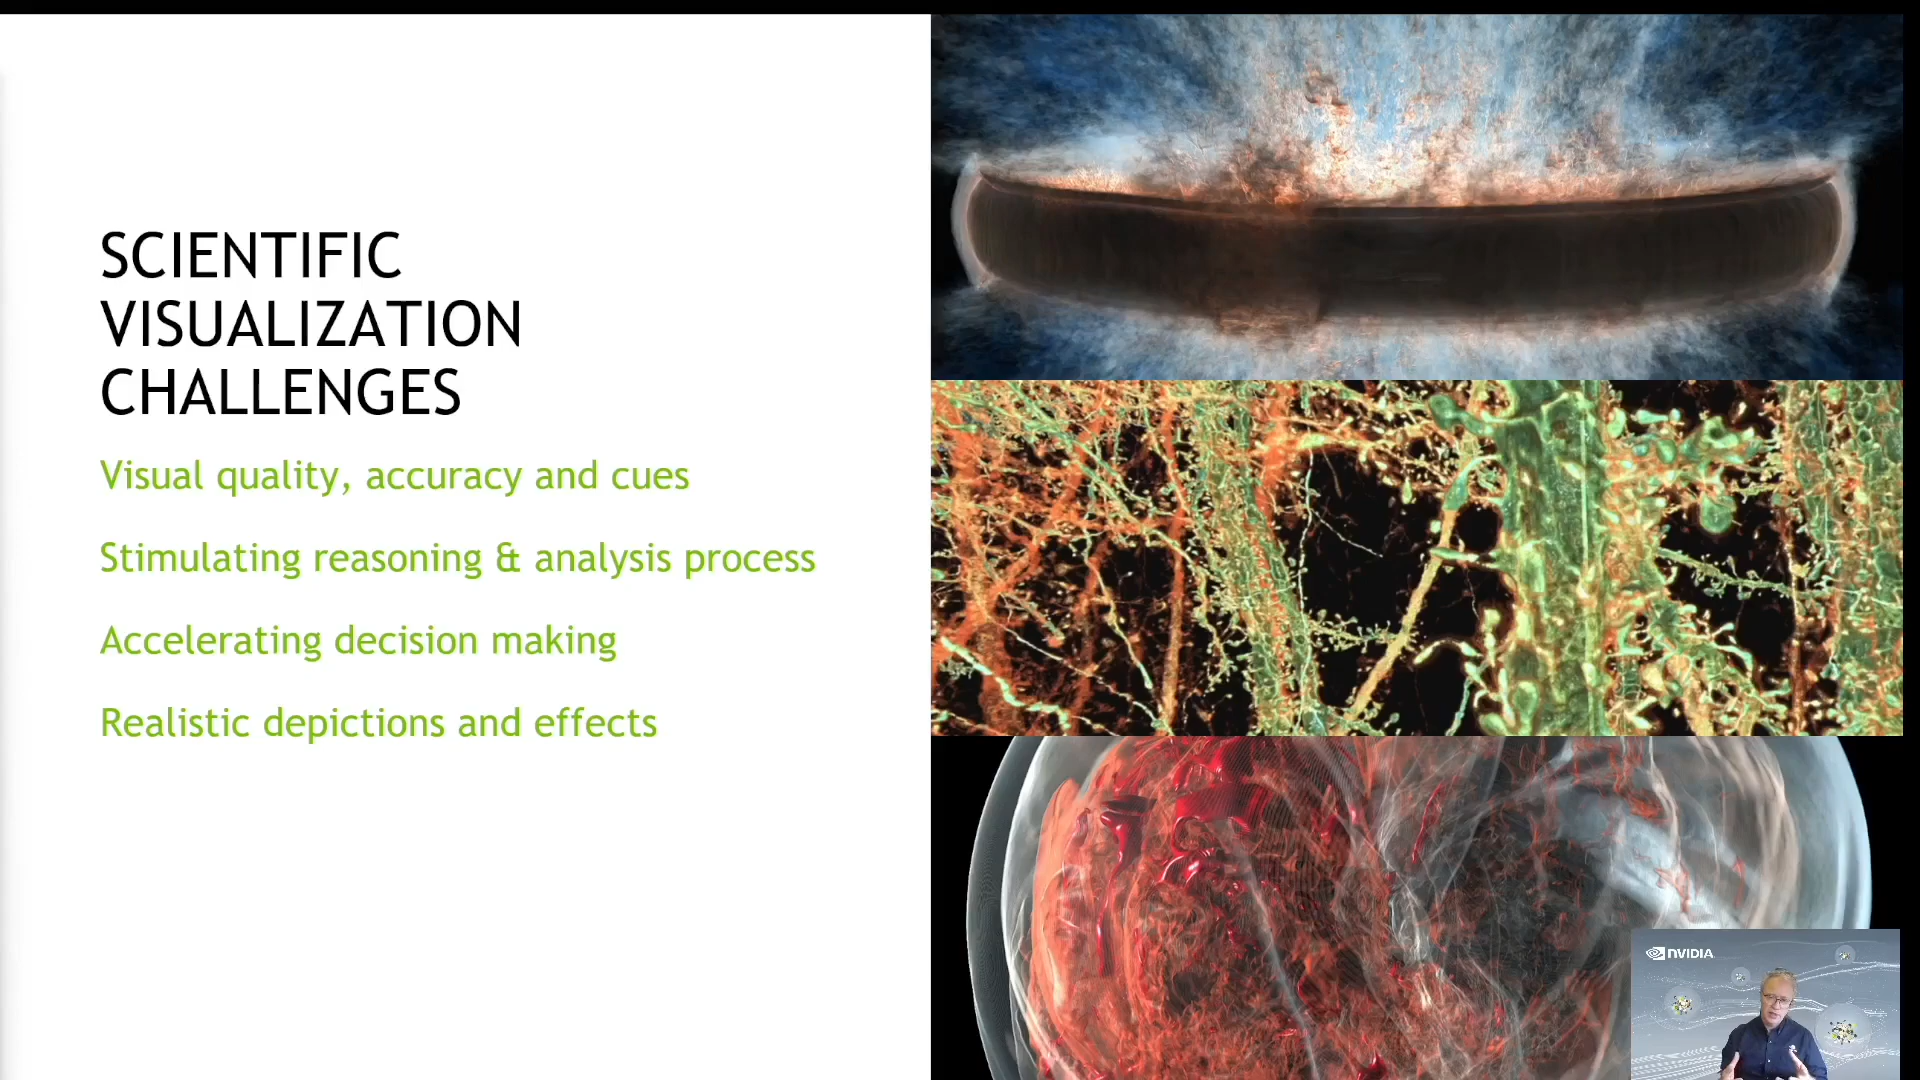 SCIENTIFIC
VISUALIZATION
CHALLENGES
Visual quality, accuracy and cues
Stimulating reasoning & analysis process
Accelerating decision making
Realistic depictions and effects
NVIDIA